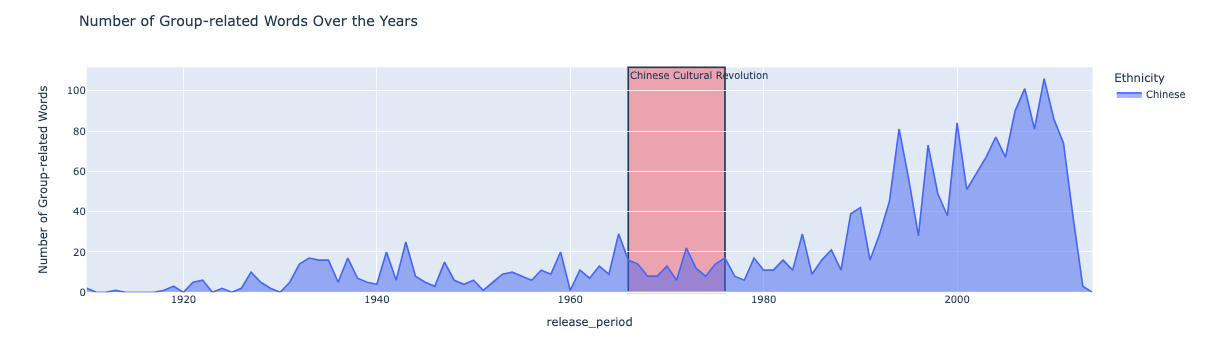 Number of Group-related Words Over the Years
Number of Group-related Words
100
80
60
40
20
0
Chinese Cultural Revolution
1920
1940
1960
1980
2000
release_period
Ethnicity
Chinese